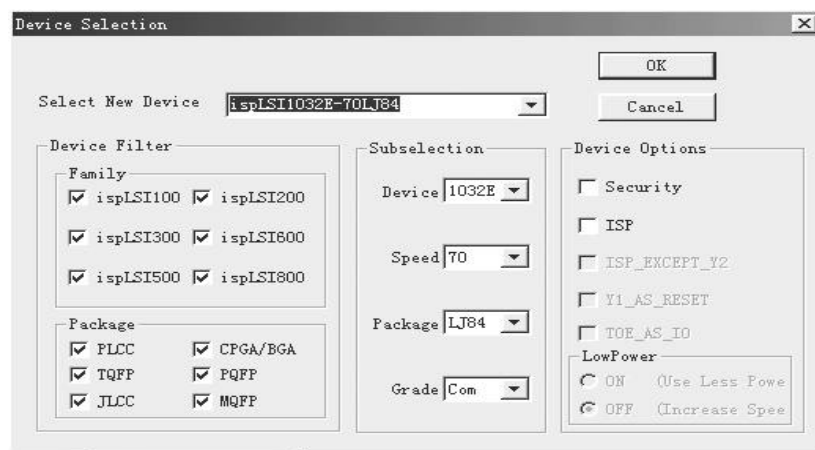 Device Selection
OK
Select New Device ispLSI1032E-70LJ84
Cancel
Device Filter
Family
ispLSI100 ispLSI200
ispLSI300 ispLSI600
ispLSI500 ispLSI800
Package
PLCC CPGA/BGA
TQFP PQFP
JLCC MQFP
Subselection
Device 1032E
Speed 70
Package LJ84
Grade Com
Device Options
Security
ISP
ISP_EXCEPT_Y2
Y1_AS_RESET
TOE_AS_IO
LowPower
ON (Use Less Powe
OFF (Increase Spee